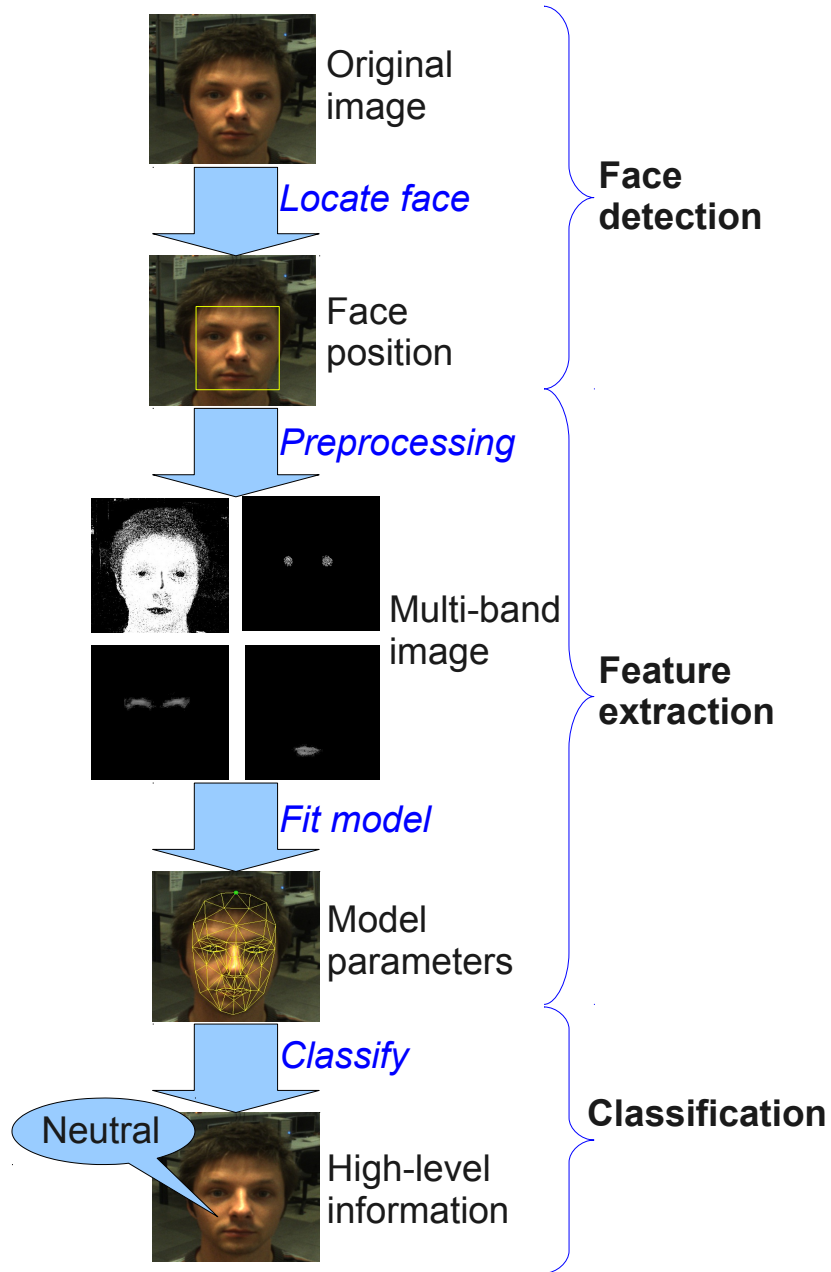 Original
image
Locate face
Face
detection
Face
position
Preprocessing
Multi-band
image
Feature
extraction
Fit model
Model
parameters
Classify
Classification
Neutral
High-level
information